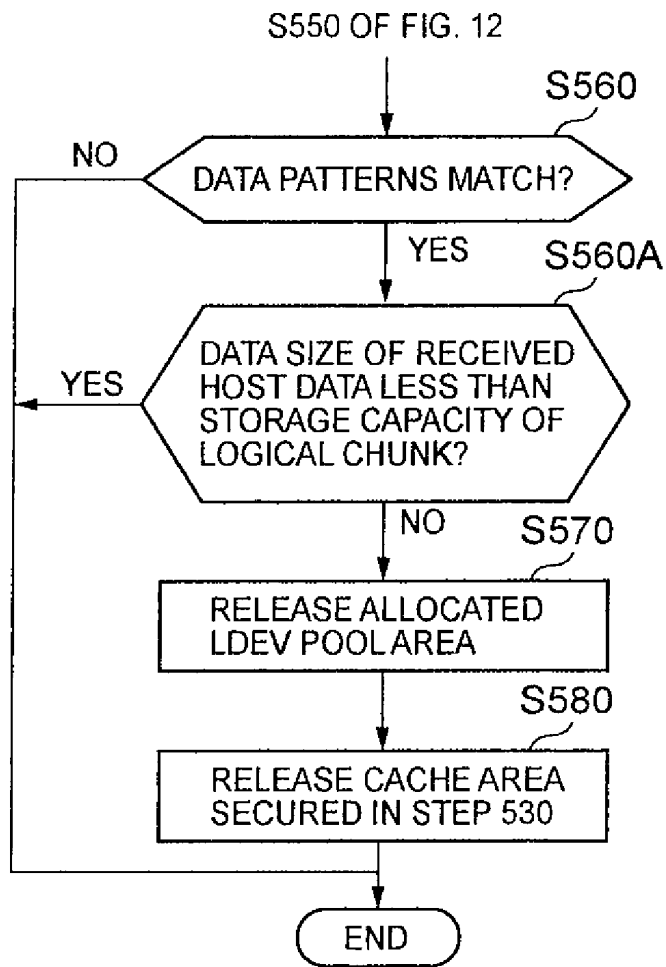 S550 OF FIG. 12
S560
NO
DATA PATTERNS MATCH?
YES
S560A
YES
DATA SIZE OF RECEIVED
HOST DATA LESS THAN
STORAGE CAPACITY OF
LOGICAL CHUNK?
NO
S570
RELEASE ALLOCATED
LDEV POOL AREA
S580
RELEASE CACHE AREA
SECURED IN STEP 530
END